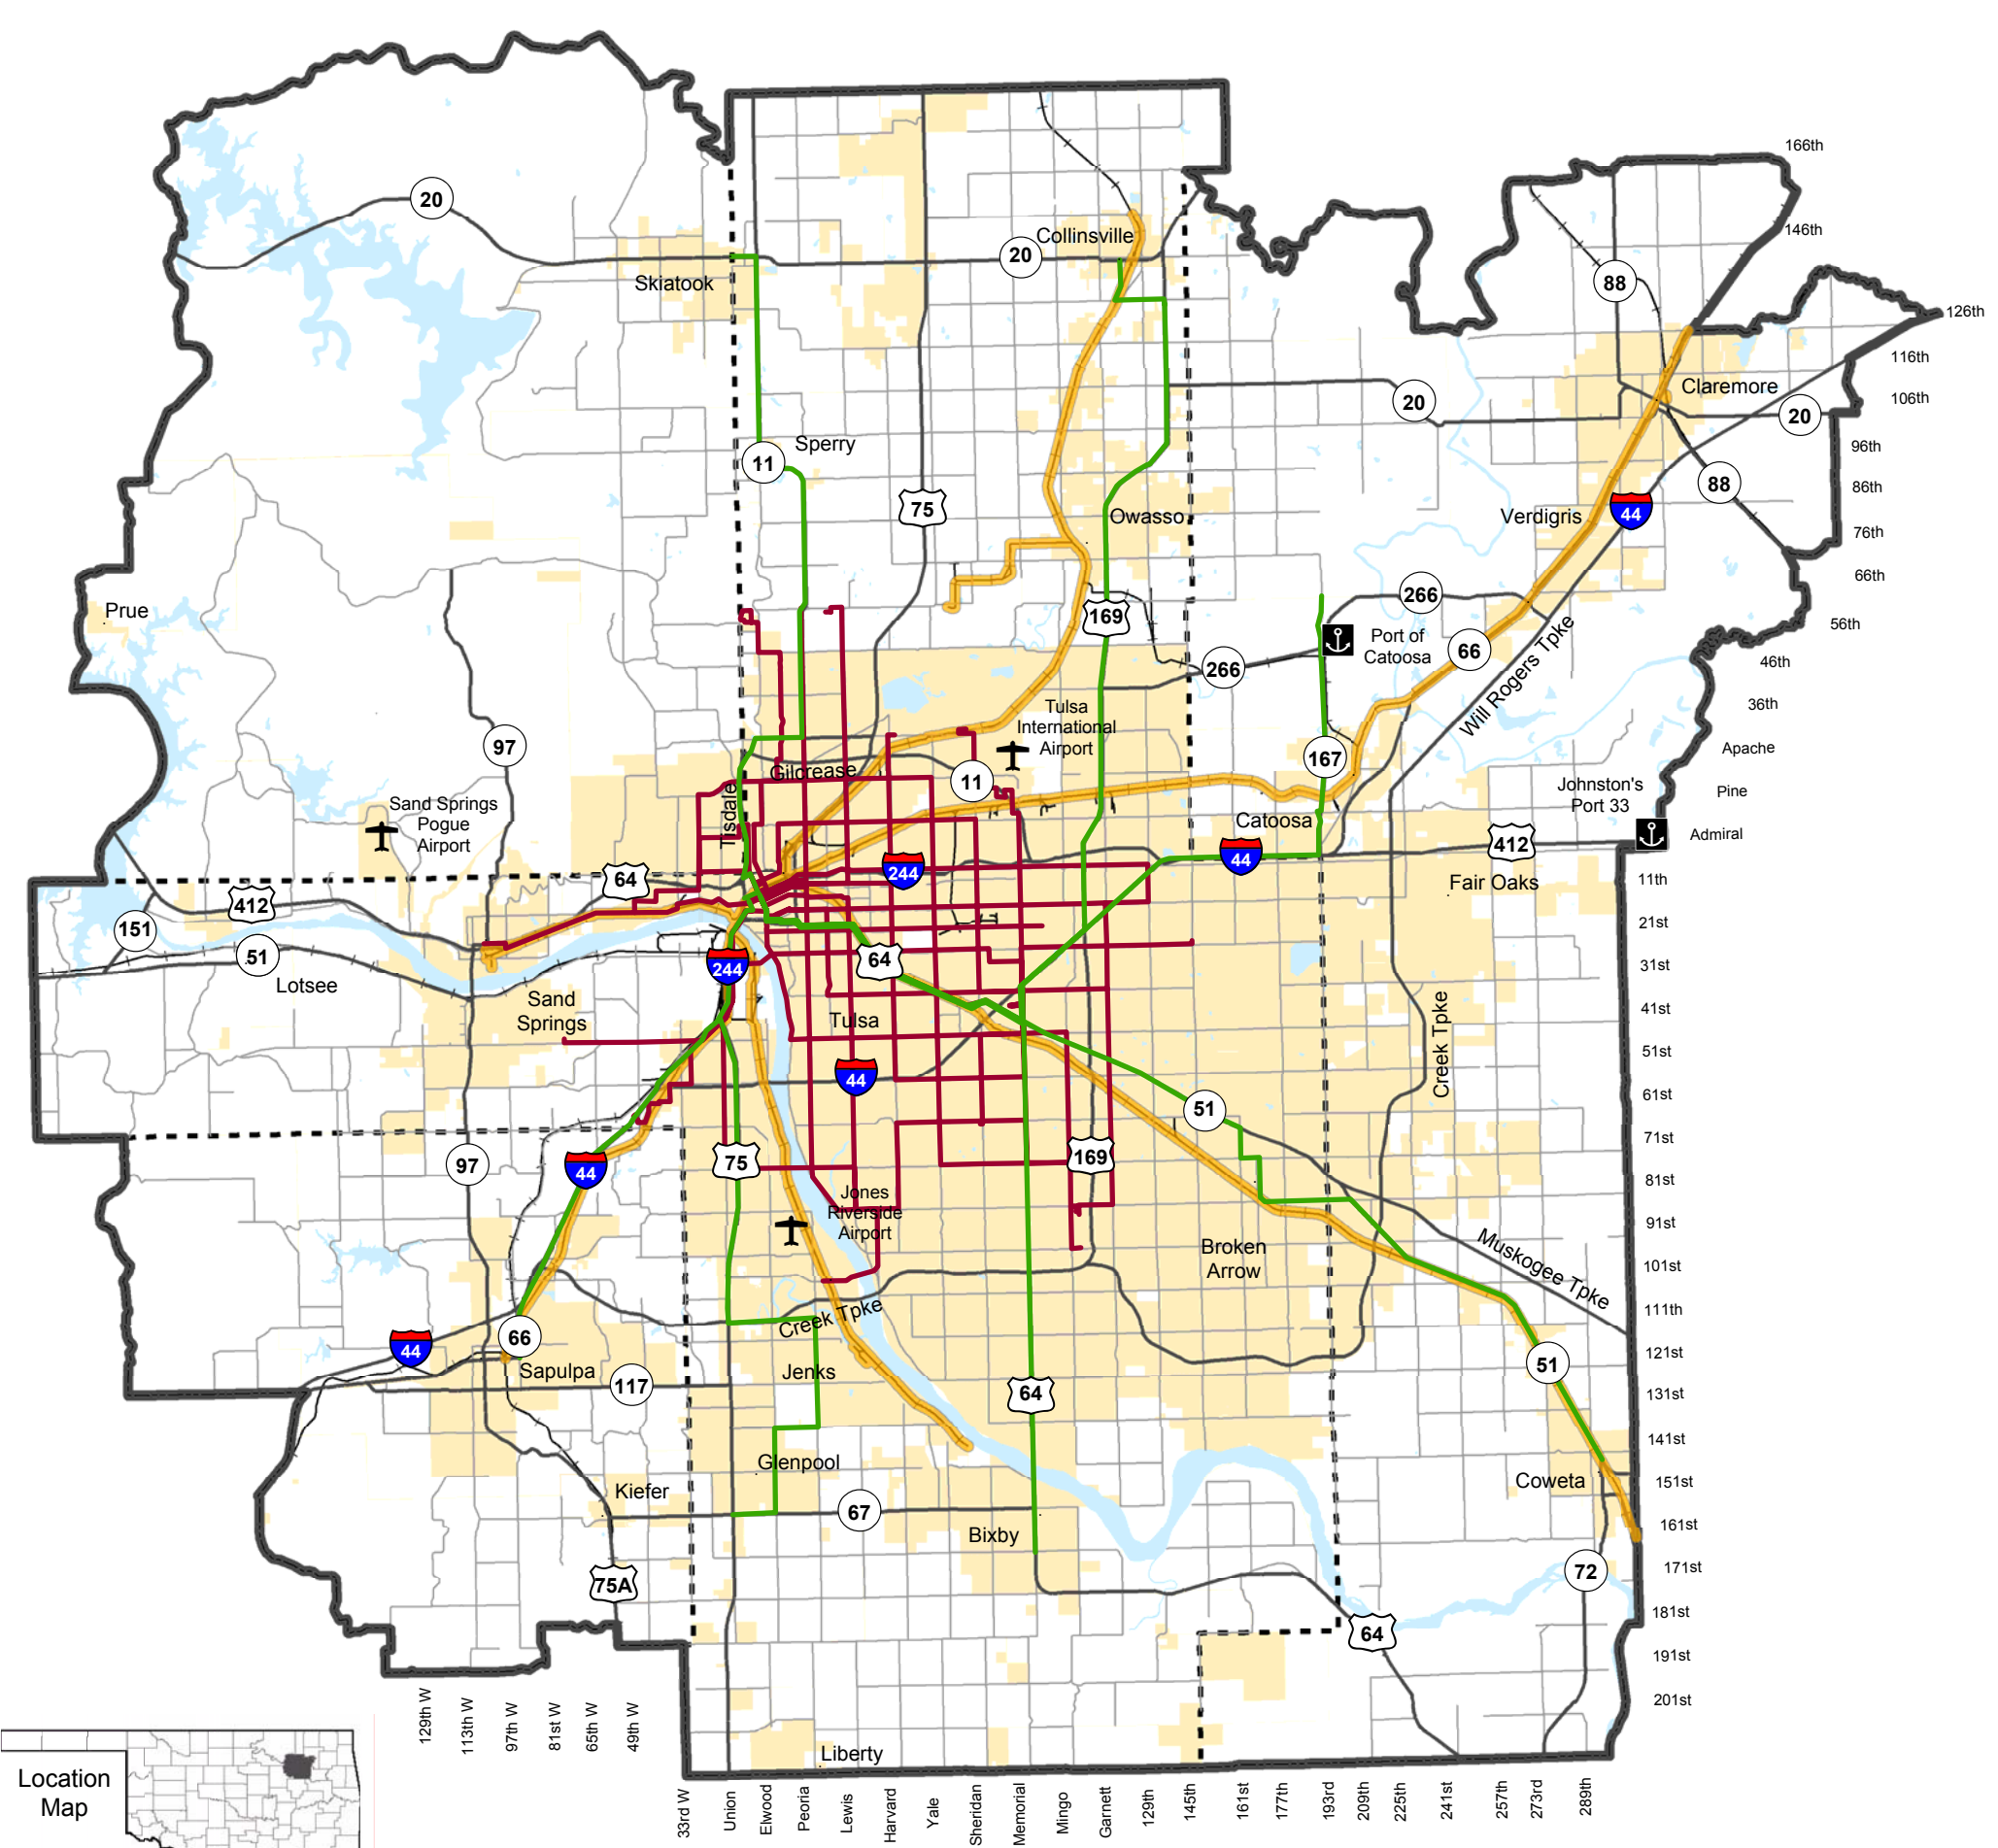 166th
20
146th
Collinsville
20
Skiatook
88
126th
116th
Claremore
106th
20
20
Sperry
11
96th
88
86th
75
Owasso
Verdigris
44
76th
66th
266
Prue
169
56th
Port of
Catoosa
66
266
46th
Will Rogers Tpke
36th
Tulsa
International
Airport
97
167
Apache
Gilcrease
11
Johnston's
Port 33
Pine
Sand Springs
Pogue
Airport
Tisdale
Catoosa
Admiral
412
44
244
64
Fair Oaks
11th
412
151
21st
51
64
244
31st
Lotsee
Sand
Springs
41st
Tulsa
Creek Tpke
51st
44
61st
51
71st
97
44
75
169
81st
Jones
Riverside
Airport
91st
Broken
Arrow
Muskogee Tpke
101st
111th
Creek Tpke
66
44
121st
51
Sapulpa
Jenks
117
64
131st
141st
Glenpool
Coweta
151st
Kiefer
67
161st
Bixby
171st
72
75A
181st
64
191st
201st
129th W
113th W
97th W
81st W
65th W
49th W
Liberty
Location
Map
33rd W
Union
Elwood
Peoria
Lewis
Harvard
Yale
Sheridan
Memorial
Mingo
Garnett
129th
145th
161st
177th
193rd
209th
225th
241st
257th
273rd
289th